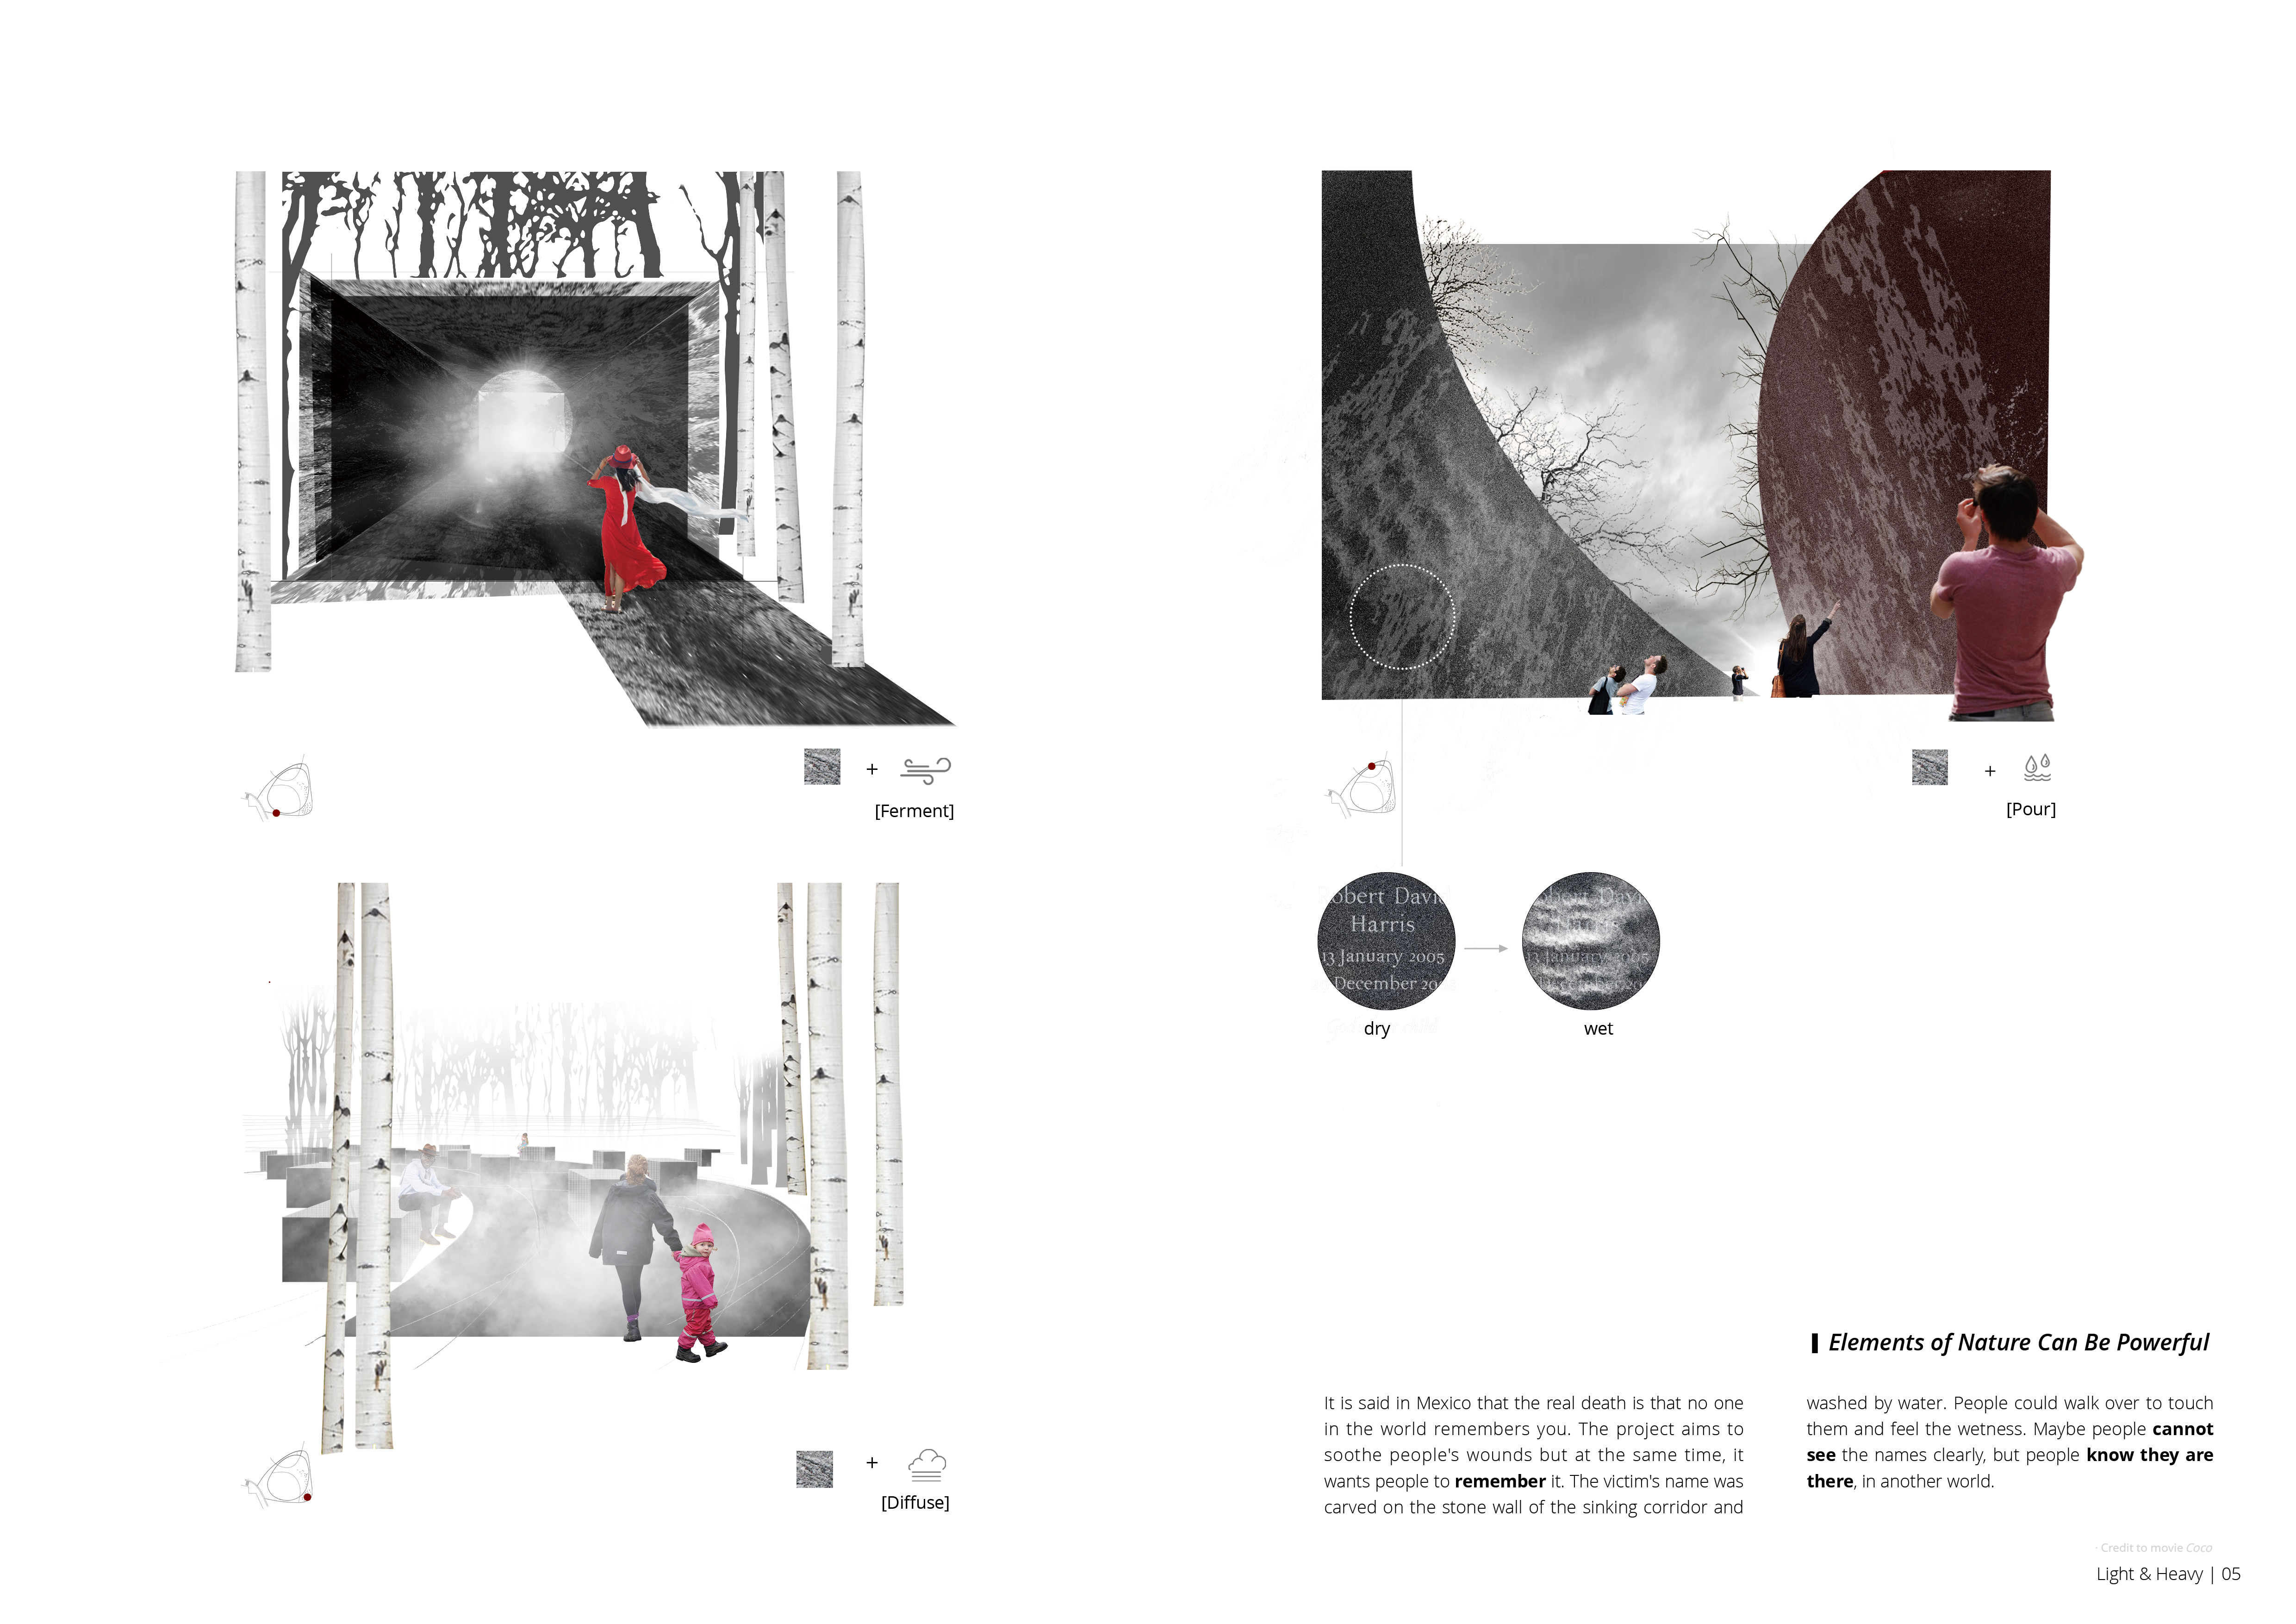 +
[Ferment]
+
[Diffuse]
+
[Pour]
obert Davi
Harris
13 January 2005
December 20
dry
wet
Elements of Nature Can Be Powerful
It is said in Mexico that the real death is that no one
in the world remembers you. The project aims to
soothe people's wounds but at the same time, it
wants people to remember it. The victim's name was
carved on the stone wall of the sinking corridor and
washed by water. People could walk over to touch
them and feel the wetness. Maybe people cannot
see the names clearly, but people know they are
there, in another world.
· Credit to movie Coco
Light & Heavy | 05